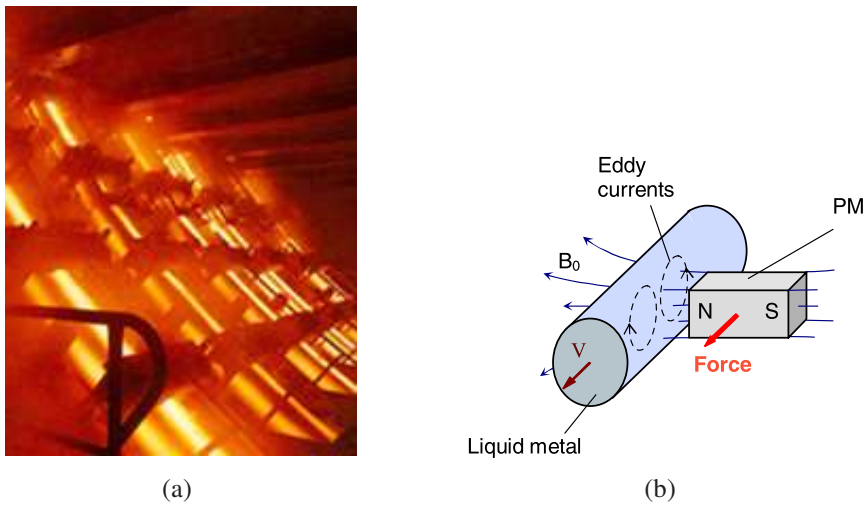 Eddy
currents
PM
B₀
N
S
V
Force
Liquid metal
(a)
(b)